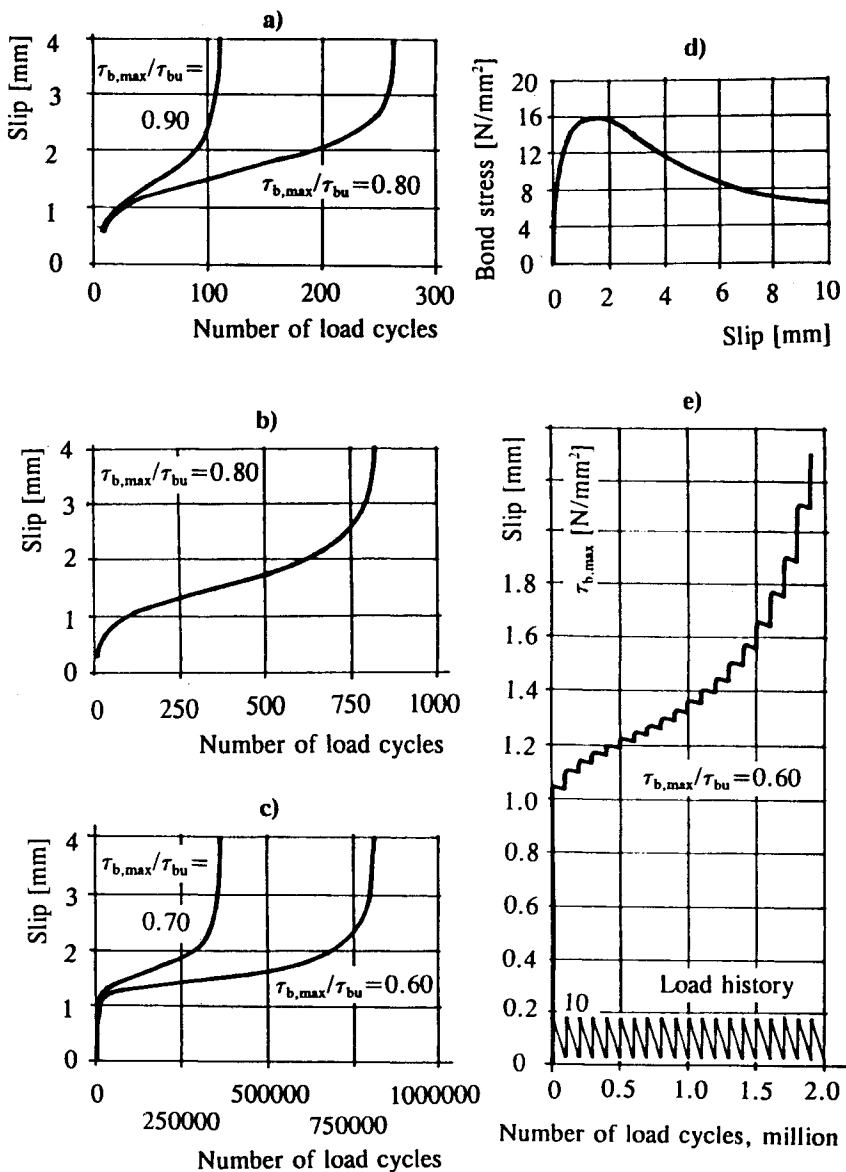 a)
Slip [mm]
4
3
2
1
0
τb,max/τbu=
0.90
τb,max/τbu=0.80
0 100 200 300
Number of load cycles
d)
Bond stress [N/mm²]
20
16
12
8
4
0
0 2 4 6 8 10
Slip [mm]
b)
Slip [mm]
4
3
2
1
0
τb,max/τbu=0.80
0 250 500 750 1000
Number of load cycles
c)
Slip [mm]
4
3
2
1
0
τb,max/τbu=
0.70
τb,max/τbu=0.60
0 500000 1000000
250000 750000
Number of load cycles
e)
Slip [mm]
τb,max [N/mm²]
1.8
1.6
1.4
1.2
1.0
0.8
0.6
0.4
0.2
0
τb,max/τbu=0.60
Load history
10
0 0.5 1.0 1.5 2.0
Number of load cycles, million